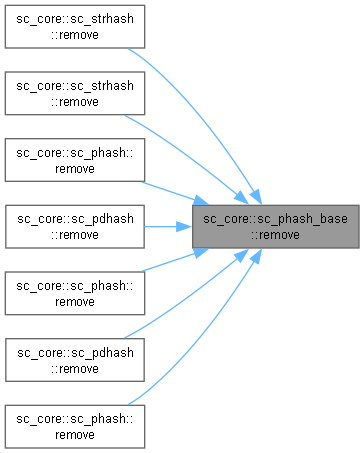 sc_core::sc_strhash
::remove
sc_core::sc_strhash
::remove
sc_core::sc_phash::
remove
sc_core::sc_pdhash
::remove
sc_core::sc_phash::
remove
sc_core::sc_pdhash
::remove
sc_core::sc_phash::
remove
sc_core::sc_phash_base
::remove